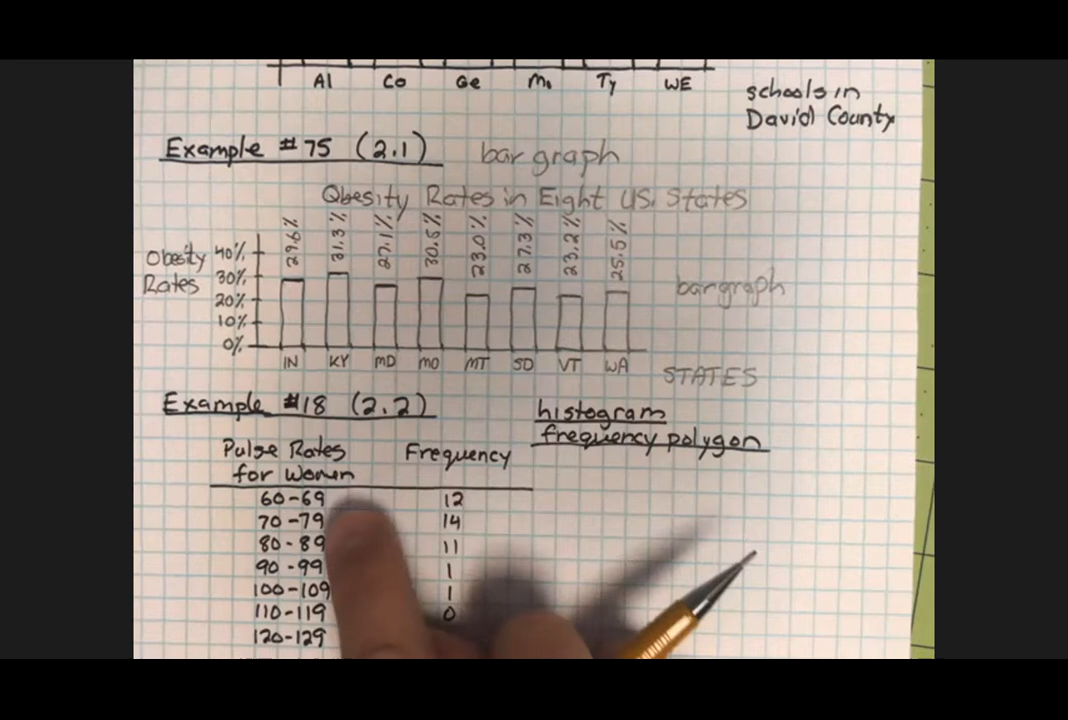 Al Co Ge Mo Ty WE
schools in
David County
Example #75 (2.1) bar graph
Obesity Rates in Eight U.S. States
29.6% 31.3% 27.1% 30.5% 23.0% 27.3% 23.2% 25.5%
Obesity
Rates
40%
30%
20%
10%
0%
bar graph
IN KY MD MO MT SD VT WA
STATES
Example #18 (2.2)
histogram
frequency polygon
Pulse Rates
for Women
Frequency
60-69 12
70-79 14
80-89 11
90-99 1
100-109 1
110-119 0
120-129